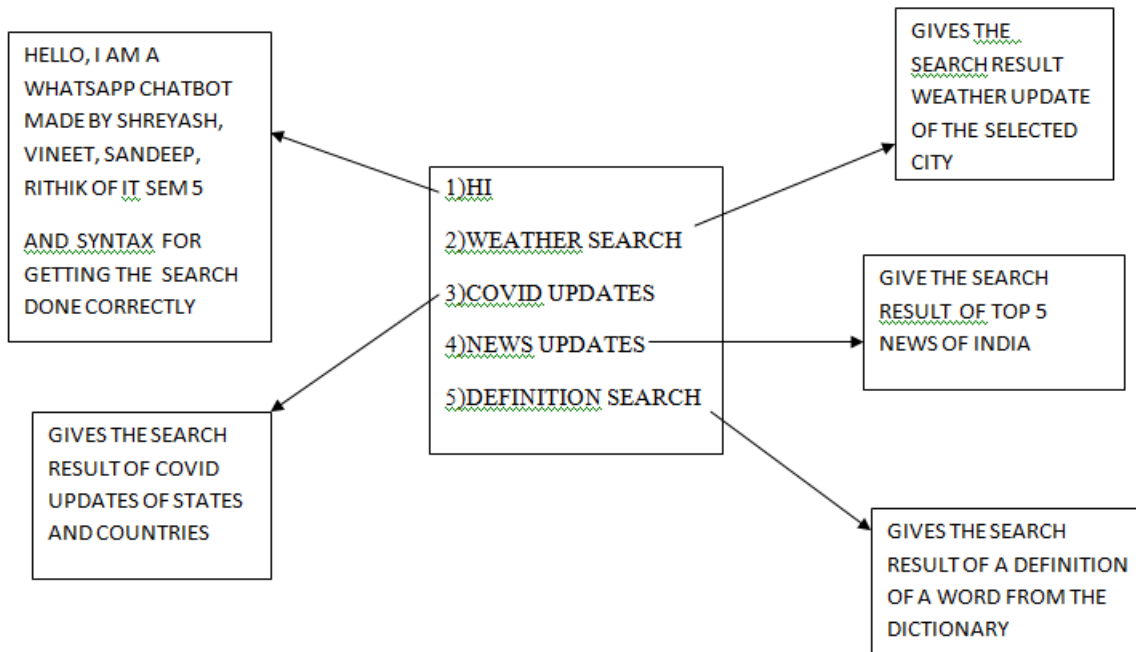 HELLO, I AM A
WHATSAPP CHATBOT
MADE BY SHREYASH,
VINEET, SANDEEP,
RITHIK OF IT SEM 5
AND SYNTAX FOR
GETTING THE SEARCH
DONE CORRECTLY
1)HI
2)WEATHER SEARCH
3)COVID UPDATES
4)NEWS UPDATES
5)DEFINITION SEARCH
GIVES THE
SEARCH RESULT
WEATHER UPDATE
OF THE SELECTED
CITY
GIVE THE SEARCH
RESULT OF TOP 5
NEWS OF INDIA
GIVES THE SEARCH
RESULT OF COVID
UPDATES OF STATES
AND COUNTRIES
GIVES THE SEARCH
RESULT OF A DEFINITION
OF A WORD FROM THE
DICTIONARY